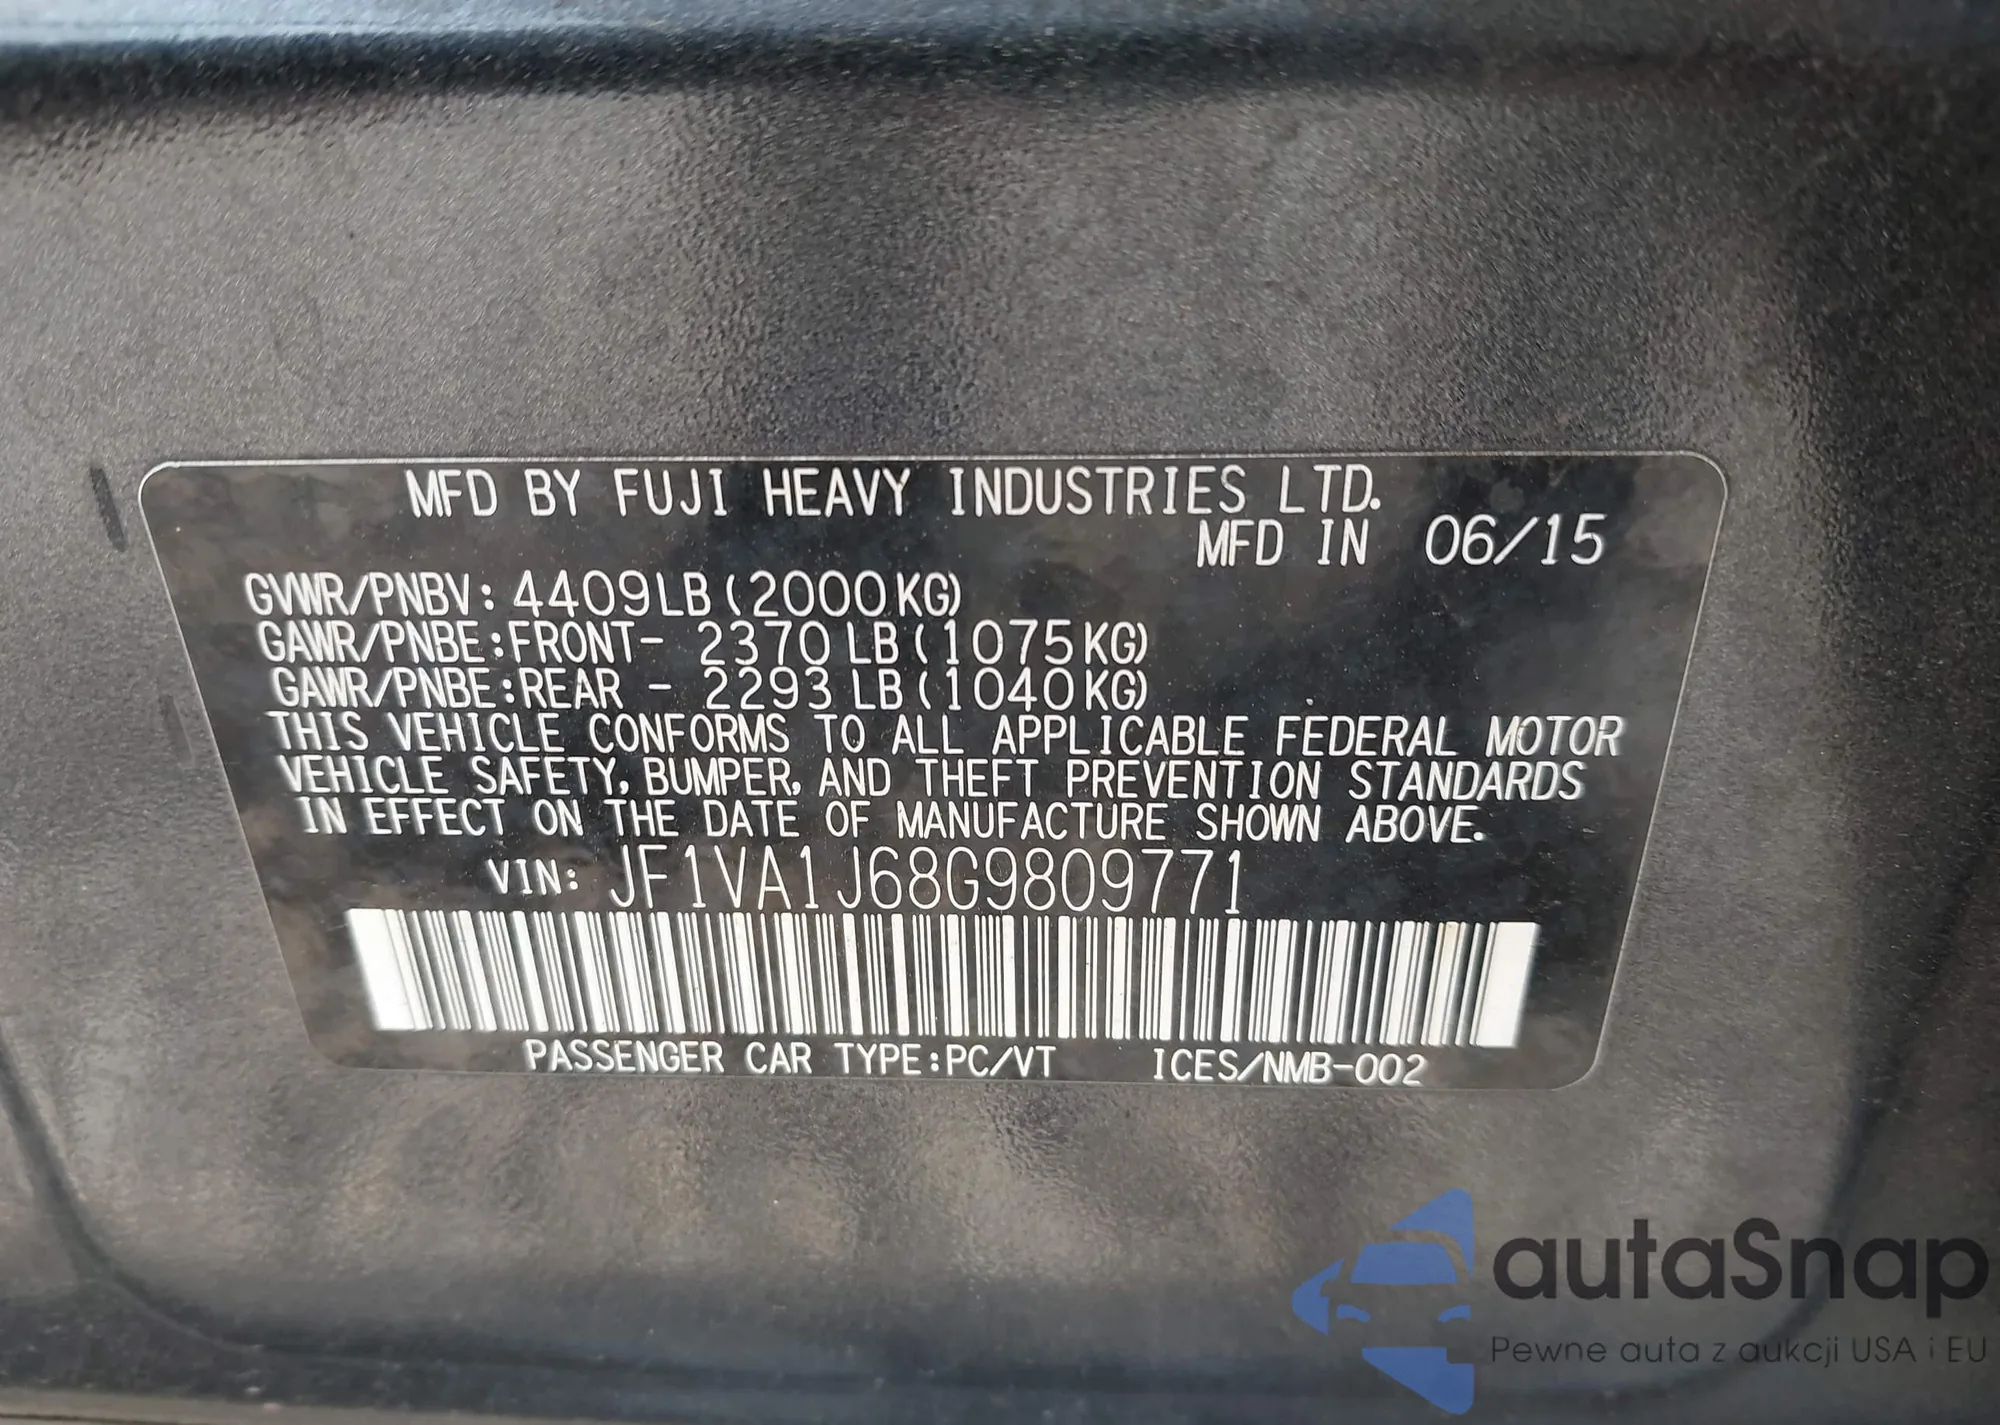 MFD BY FUJI HEAVY INDUSTRIES LTD.
MFD IN 06/15
GVWR/PNBV: 4409LB (2000KG)
GAWR/PNBE:FRONT- 2370 LB (1075KG)
GAWR/PNBE:REAR - 2293 LB (1040KG)
THIS VEHICLE CONFORMS TO ALL APPLICABLE FEDERAL MOTOR
VEHICLE SAFETY, BUMPER, AND THEFT PREVENTION STANDARDS
IN EFFECT ON THE DATE OF MANUFACTURE SHOWN ABOVE.
VIN: JF1VA1J68G9809771
PASSENGER CAR TYPE:PC/VT ICES/NMB-002
autaSnap
Pewne auta z aukcji USA i EU